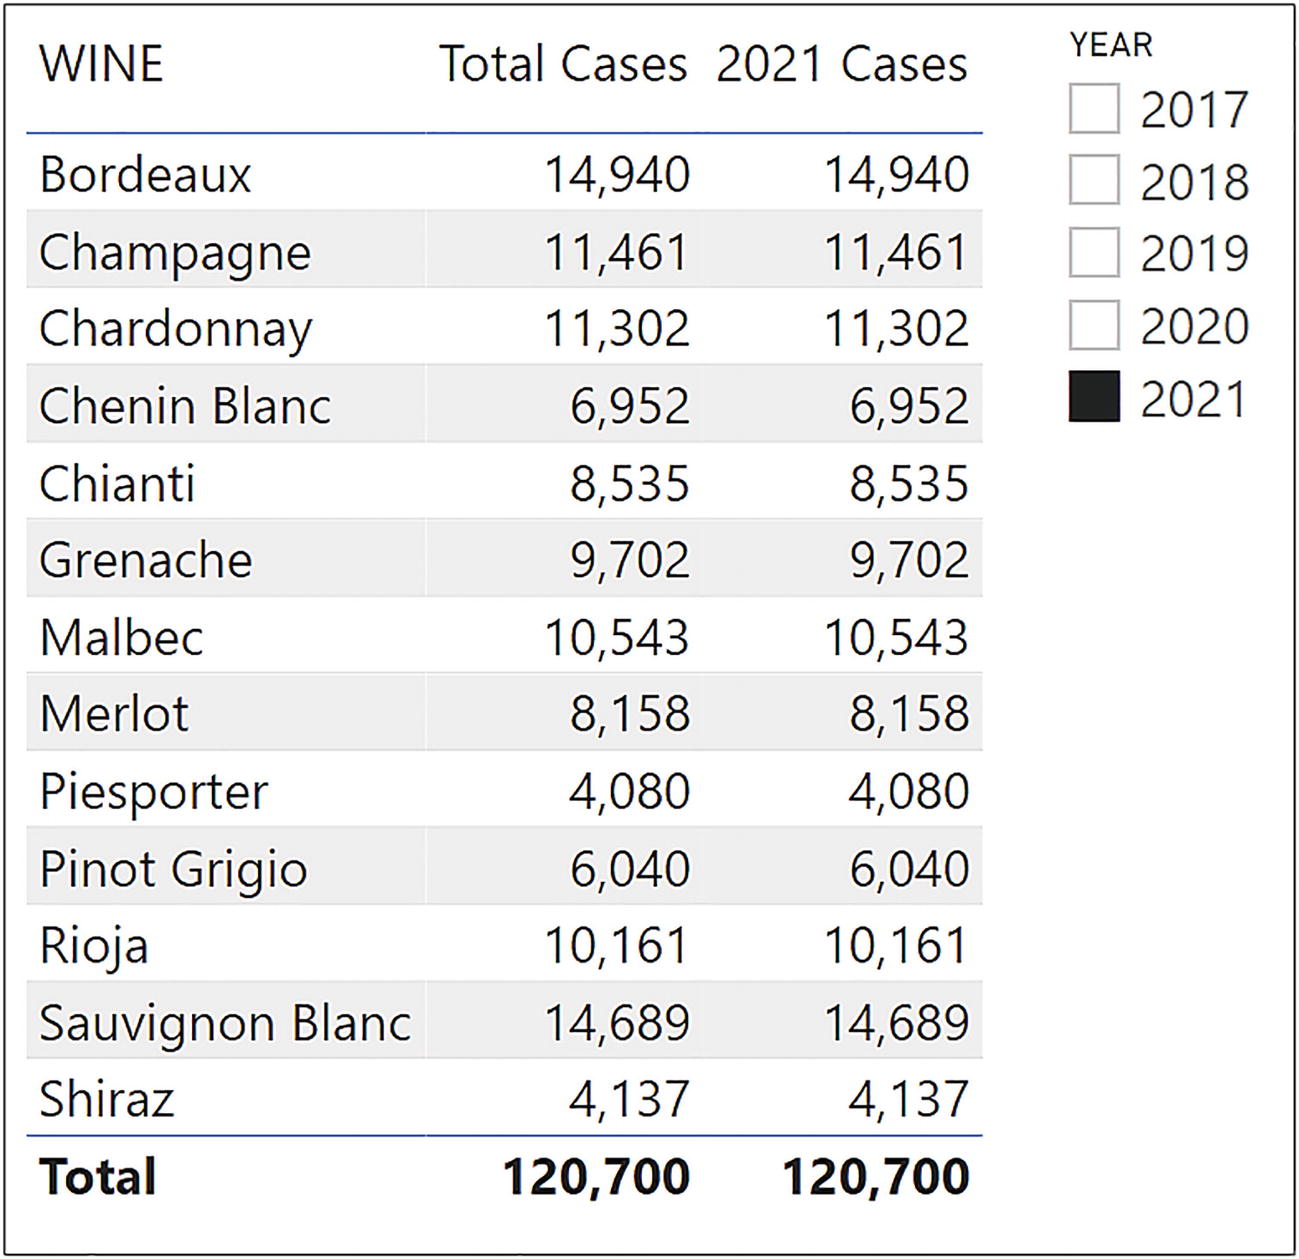 WINE Total Cases 2021 Cases
Bordeaux 14,940 14,940
Champagne 11,461 11,461
Chardonnay 11,302 11,302
Chenin Blanc 6,952 6,952
Chianti 8,535 8,535
Grenache 9,702 9,702
Malbec 10,543 10,543
Merlot 8,158 8,158
Piesporter 4,080 4,080
Pinot Grigio 6,040 6,040
Rioja 10,161 10,161
Sauvignon Blanc 14,689 14,689
Shiraz 4,137 4,137
Total 120,700 120,700
YEAR
2017
2018
2019
2020
2021